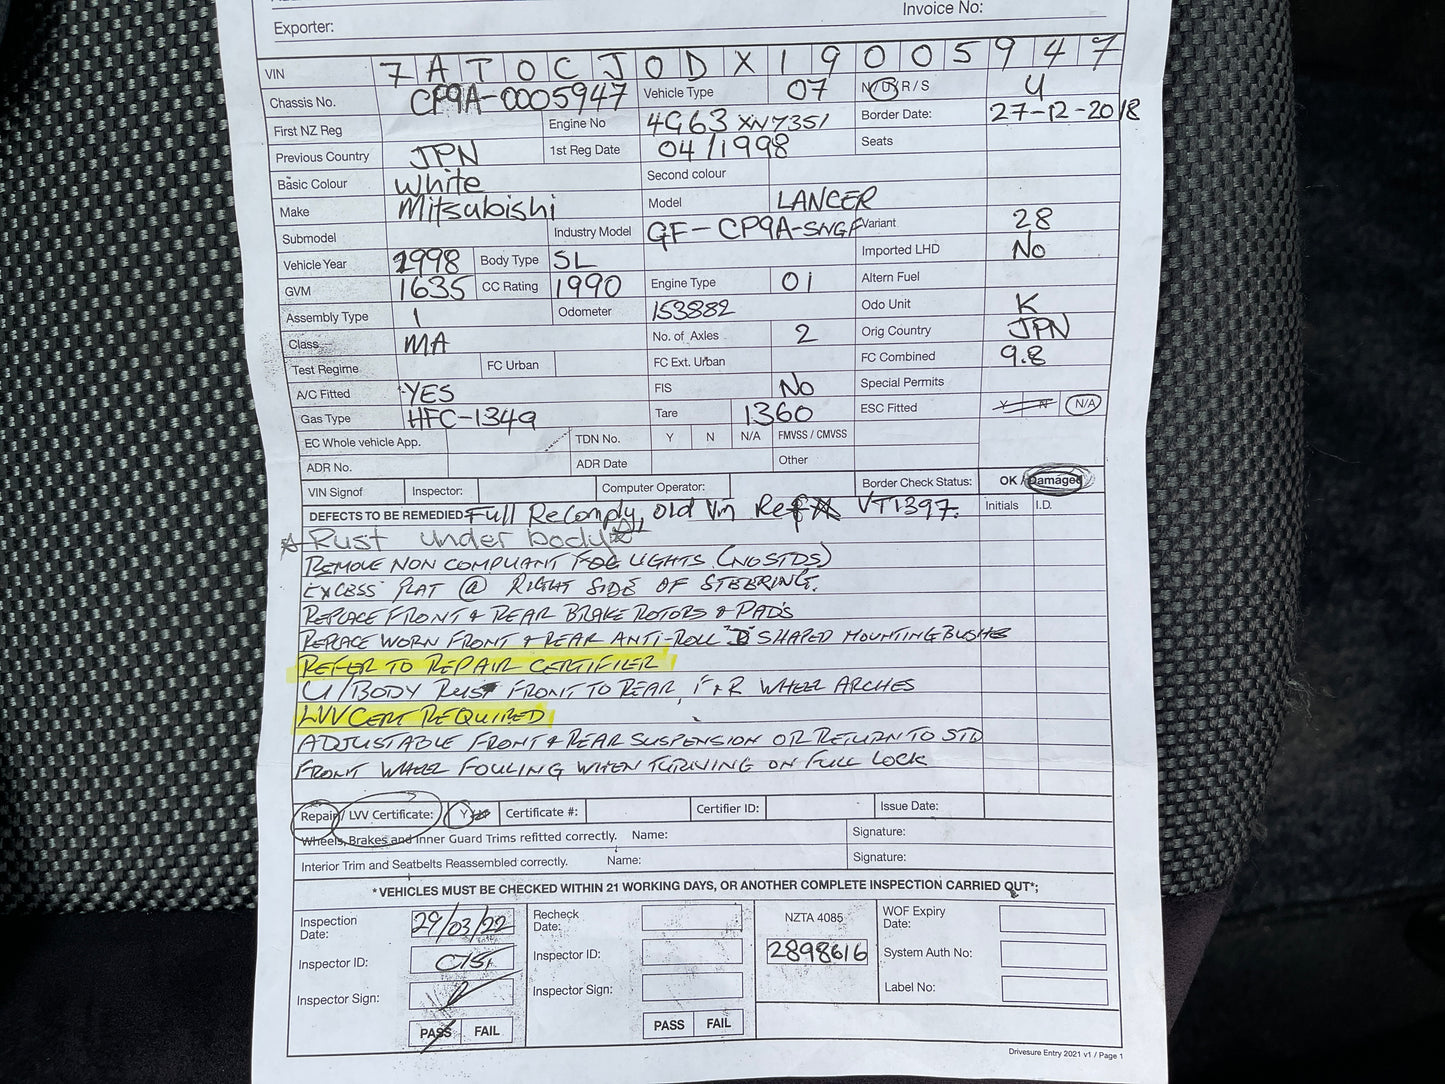 Invoice No:
Exporter:
VIN 7 A T 0 C J 0 D X 1 9 0 0 5 9 4 7
Chassis No. CP9A-0005947 Vehicle Type 07 N/B/R/S U
First NZ Reg Engine No 4G63 XN7351 Border Date: 27-12-2018
Previous Country JPN 1st Reg Date 04/1998 Seats
Basic Colour White Second colour
Make Mitsubishi Model LANCER
Submodel Industry Model GF-CP9A-SNGF Variant 28
Vehicle Year 1998 Body Type SL Imported LHD No
GVM 1635 CC Rating 1990 Engine Type 01 Altern Fuel
Assembly Type 1 Odometer 153882 Odo Unit K
Class MA No. of Axles 2 Orig Country JPN
Test Regime FC Urban FC Ext. Urban FC Combined 9.8
A/C Fitted YES FIS No Special Permits
Gas Type HFC-134a Tare 1360 ESC Fitted Y N N/A
EC Whole vehicle App. TDN No. Y N N/A FMVSS / CMVSS
ADR No. ADR Date Other
VIN Signof Inspector: Computer Operator: Border Check Status: OK / Damaged
DEFECTS TO BE REMEDIED Full ReComply, old Vin Ref VT1397. Initials I.D.
Rust under body
REMOVE NON COMPLIANT FOG LIGHTS (NO STDS)
EXCESS PLAY @ RIGHT SIDE OF STEERING.
REPLACE FRONT & REAR BRAKE ROTORS & PADS
REPLACE WORN FRONT & REAR ANTI-ROLL "D" SHAPED MOUNTING BUSHES
REFER TO REPAIR CERTIFIER
U/BODY RUST FRONT TO REAR, F & R WHEEL ARCHES
LVV CERT REQUIRED
ADJUSTABLE FRONT & REAR SUSPENSION OR RETURN TO STD
FRONT WHEEL FOULING WHEN TURNING ON FULL LOCK
Repair / LVV Certificate: Y Certificate #: Certifier ID: Issue Date:
Wheels, Brakes and Inner Guard Trims refitted correctly. Name: Signature:
Interior Trim and Seatbelts Reassembled correctly. Name: Signature:
*VEHICLES MUST BE CHECKED WITHIN 21 WORKING DAYS, OR ANOTHER COMPLETE INSPECTION CARRIED OUT*;
Inspection Date: 29/03/22 Recheck Date: NZTA 4085 WOF Expiry Date:
Inspector ID: Inspector ID: 2898616 System Auth No:
Inspector Sign: Inspector Sign: Label No:
PASS FAIL PASS FAIL
Drivesure Entry 2021 v1 / Page 1